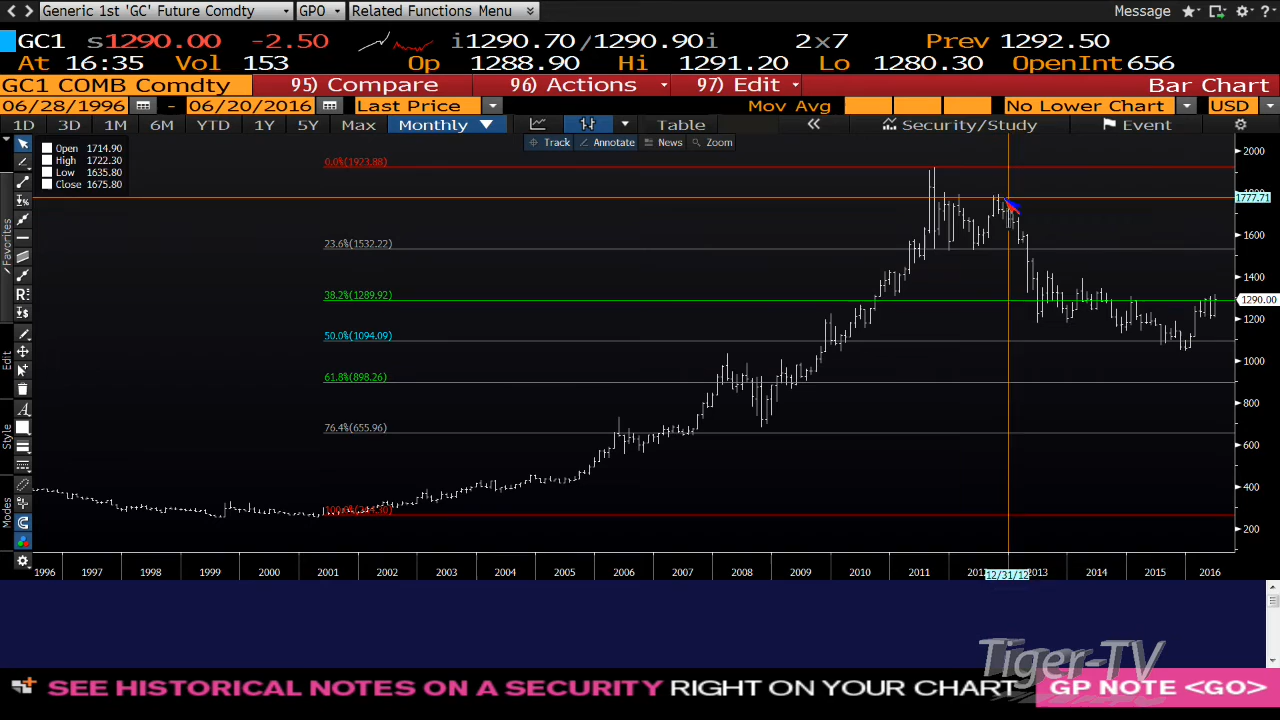 Generic 1st 'GC' Future Comdty GPO Related Functions Menu Message
GC1 s1290.00 -2.50 i1290.70/1290.90i 2x7 Prev 1292.50
At 16:35 Vol 153 Op 1288.90 Hi 1291.20 Lo 1280.30 OpenInt 656
GC1 COMB Comdty 95) Compare 96) Actions 97) Edit Bar Chart
06/28/1996 - 06/20/2016 Last Price Mov Avg No Lower Chart USD
1D 3D 1M 6M YTD 1Y 5Y Max Monthly Table Security/Study Event
Track Annotate News Zoom
Open 1714.90
High 1722.30
Low 1635.80
Close 1675.80
0.0%(1923.88)
23.6%(1532.22)
38.2%(1289.92)
50.0%(1094.09)
61.8%(898.26)
76.4%(655.96)
2000
1777.71
1600
1400
1290.00
1200
1000
800
600
400
200
Favorites
Edit
Style
Modes
1996 1997 1998 1999 2000 2001 2002 2003 2004 2005 2006 2007 2008 2009 2010 2011 12/31/12 2013 2014 2015 2016
Tiger-TV
SEE HISTORICAL NOTES ON A SECURITY RIGHT ON YOUR CHART GP NOTE <GO>